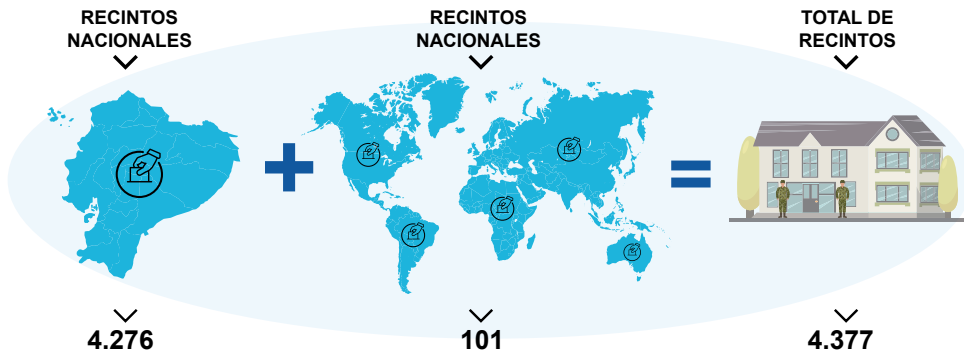 RECINTOS
NACIONALES
RECINTOS
NACIONALES
TOTAL DE
RECINTOS
4.276
101
4.377